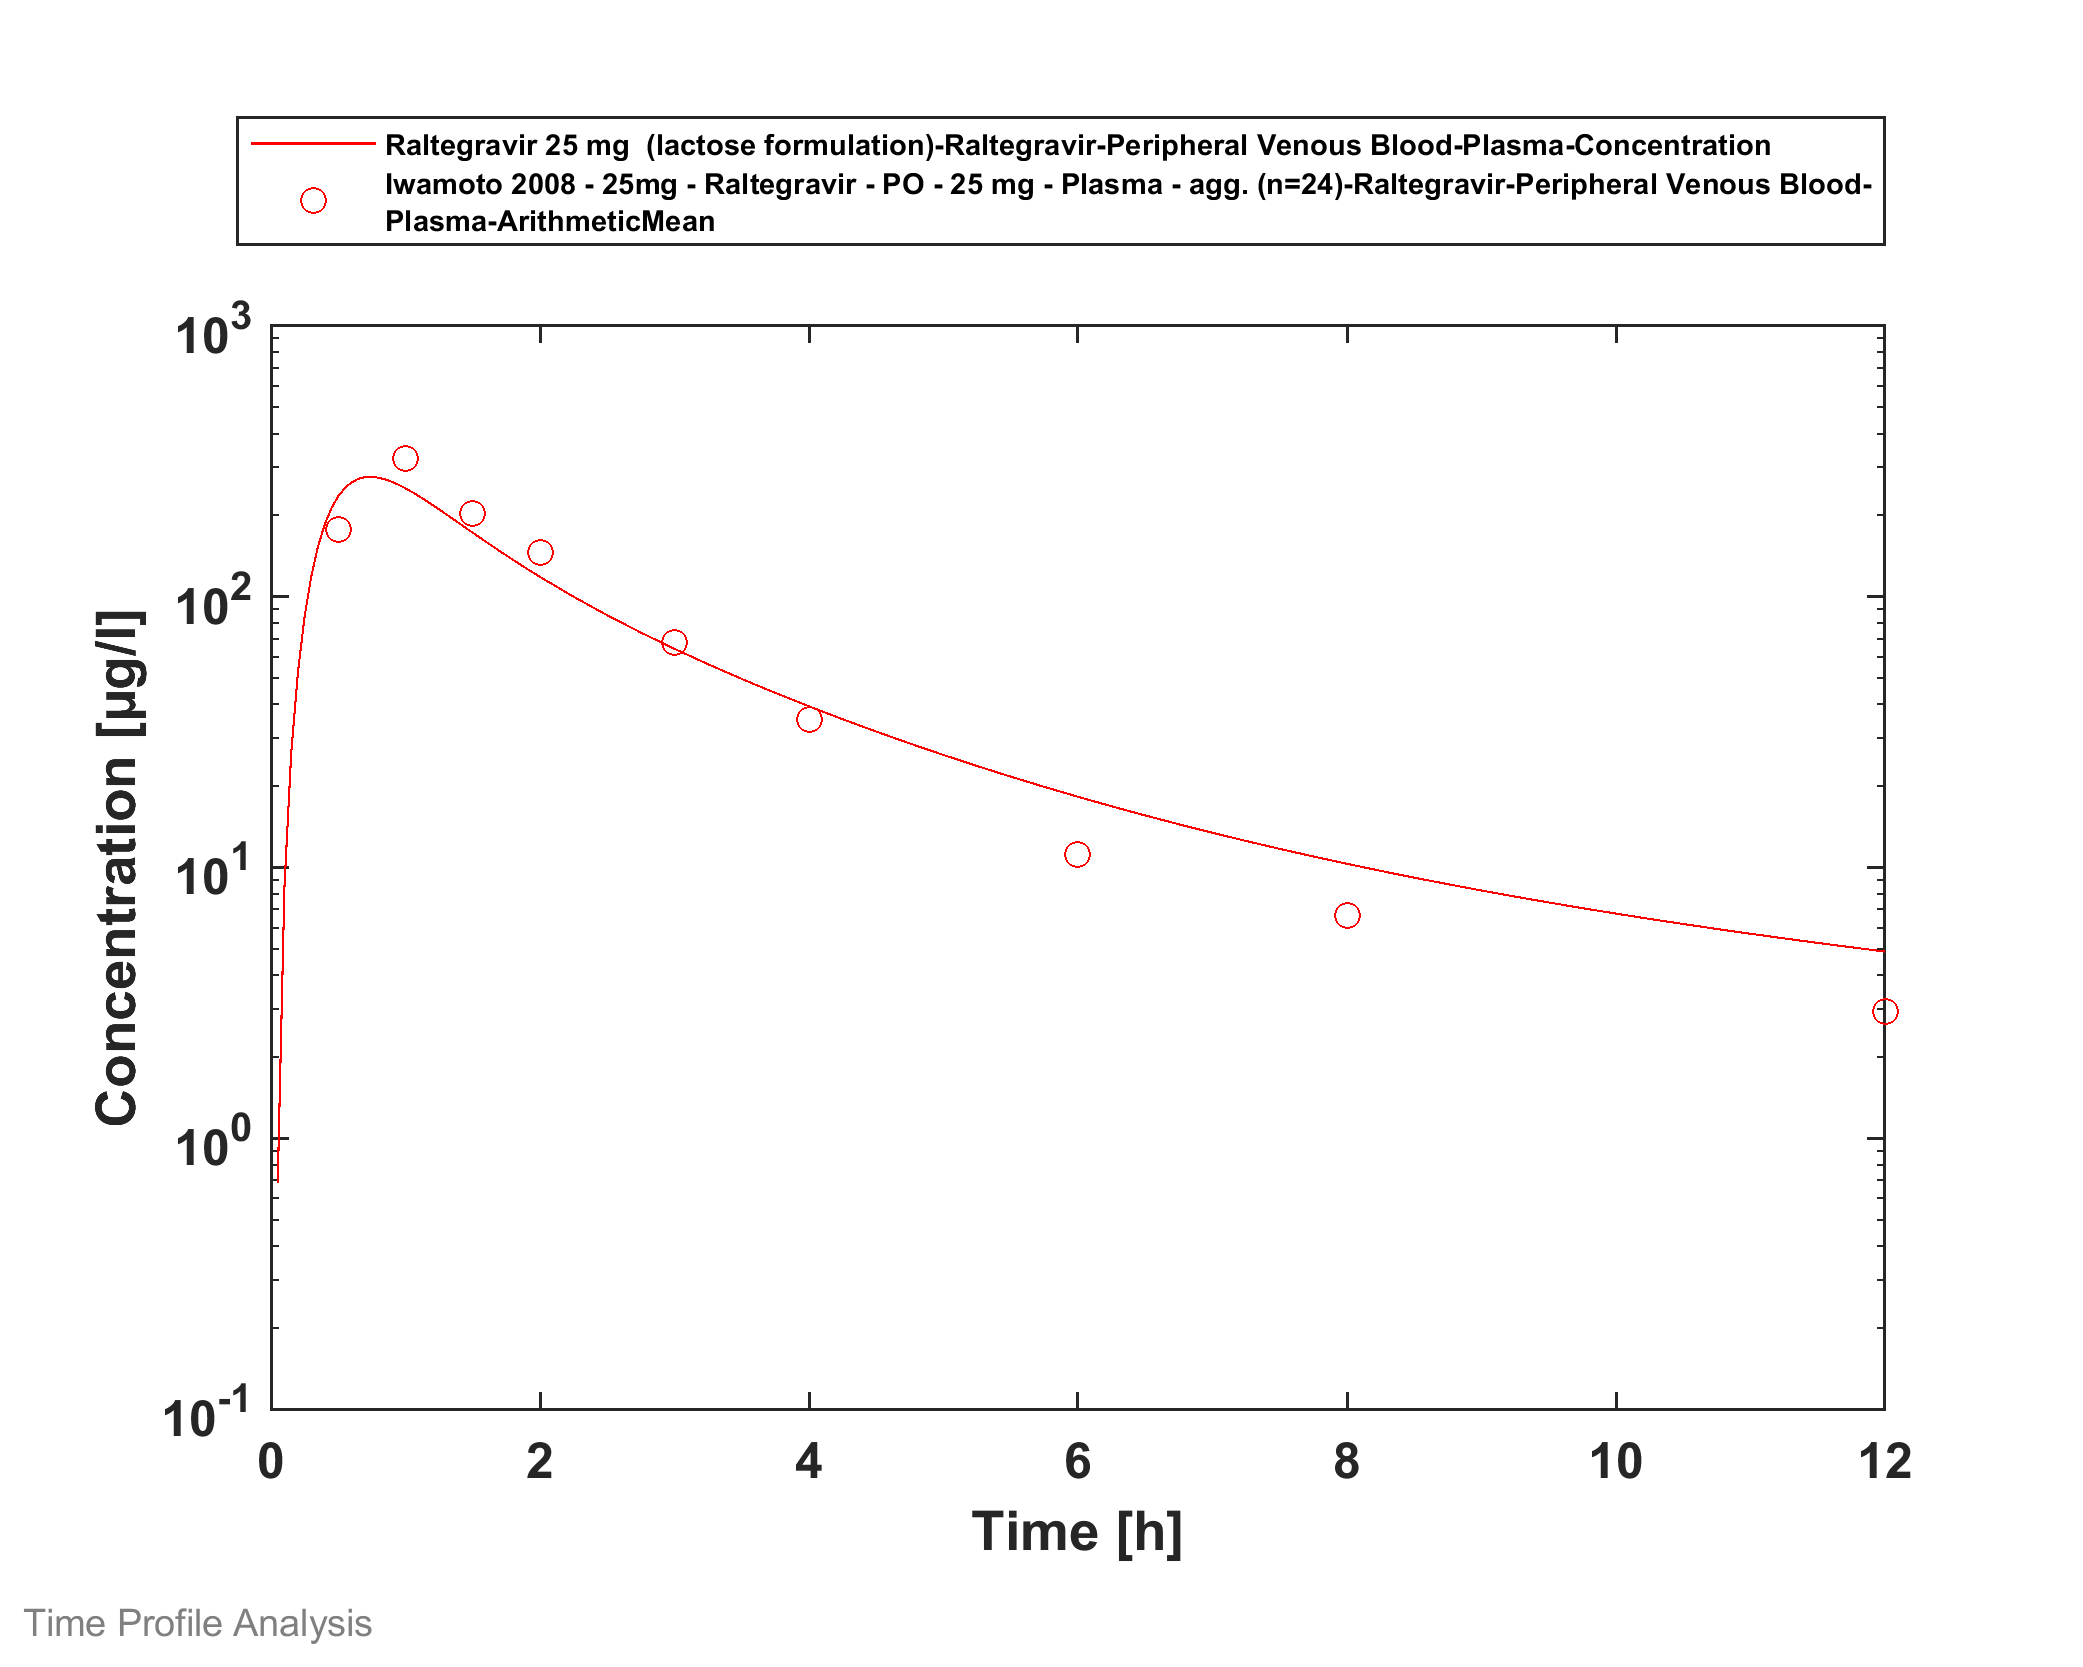 Raltegravir 25 mg  (lactose formulation)-Raltegravir-Peripheral Venous Blood-Plasma-Concentration
Iwamoto 2008 - 25mg - Raltegravir - PO - 25 mg - Plasma - agg. (n=24)-Raltegravir-Peripheral Venous Blood-
Plasma-ArithmeticMean
10^3
10^2
10^1
10^0
10^-1
Concentration [µg/l]
0 2 4 6 8 10 12
Time [h]
Time Profile Analysis